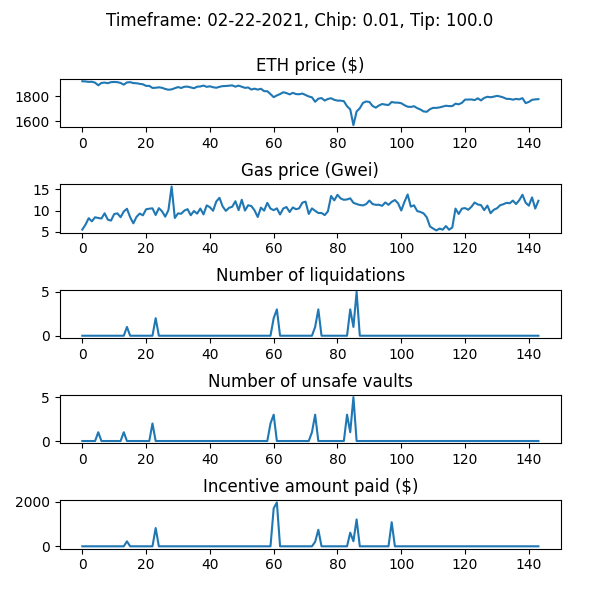 Timeframe: 02-22-2021, Chip: 0.01, Tip: 100.0
ETH price ($)
1800
1600
0 20 40 60 80 100 120 140
Gas price (Gwei)
15
10
5
0 20 40 60 80 100 120 140
Number of liquidations
5
0
0 20 40 60 80 100 120 140
Number of unsafe vaults
5
0
0 20 40 60 80 100 120 140
Incentive amount paid ($)
2000
0
0 20 40 60 80 100 120 140